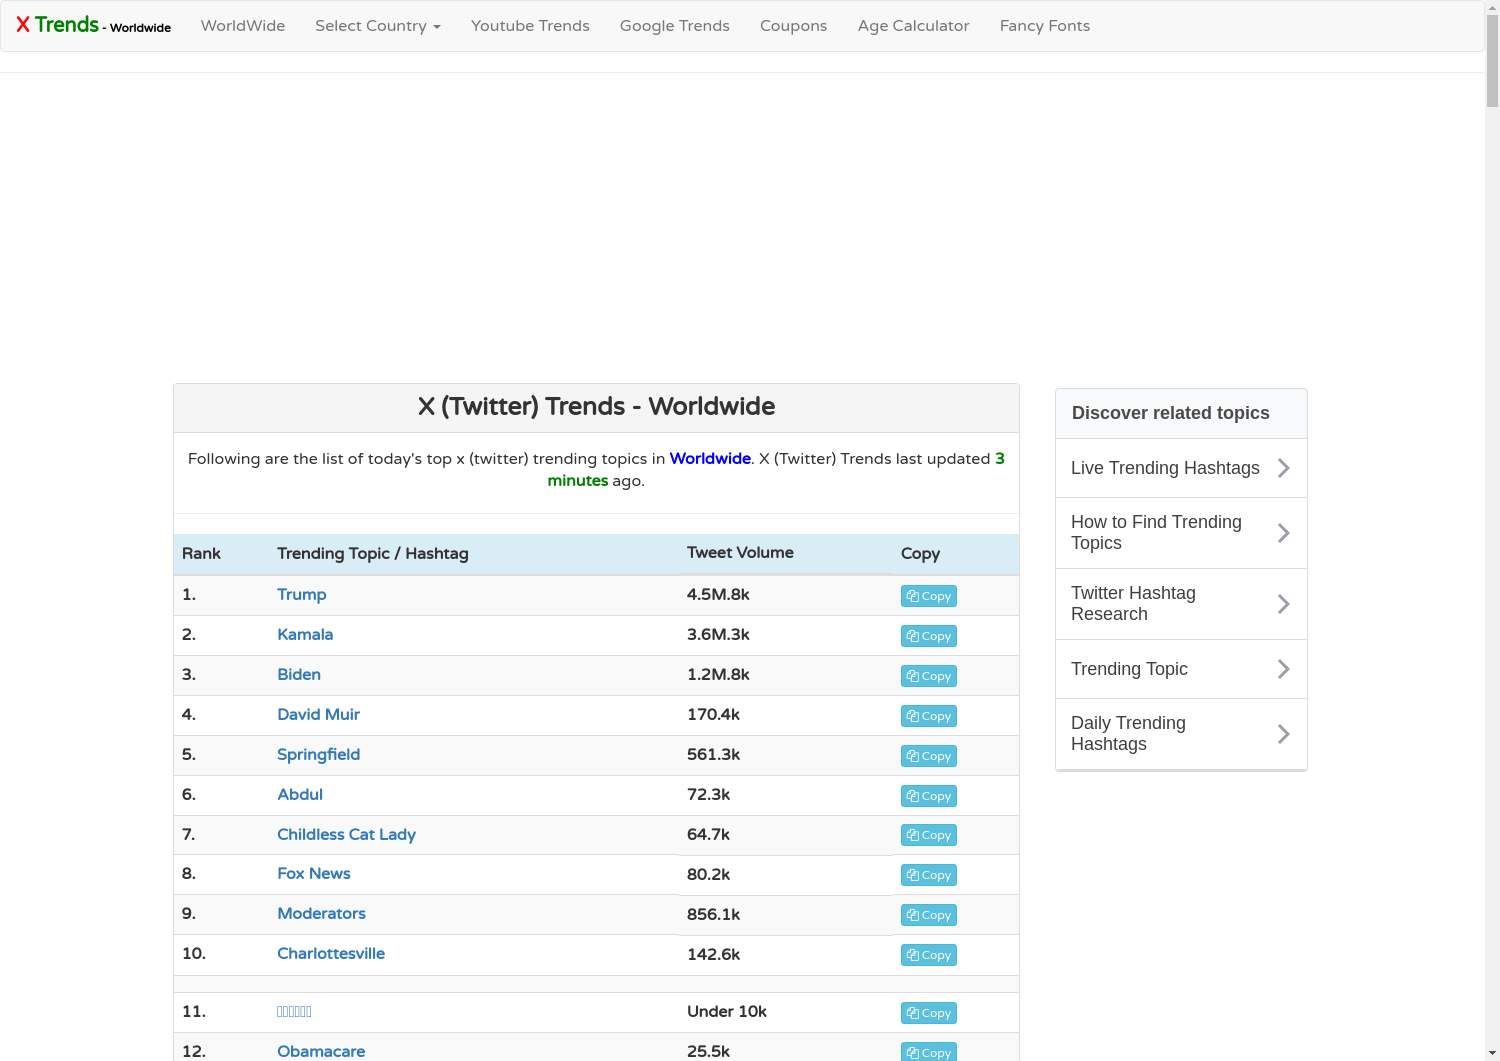 X Trends - Worldwide
WorldWide
Select Country
Youtube Trends
Google Trends
Coupons
Age Calculator
Fancy Fonts
X (Twitter) Trends - Worldwide
Following are the list of today's top x (twitter) trending topics in Worldwide. X (Twitter) Trends last updated 3
minutes ago.
Rank Trending Topic / Hashtag Tweet Volume Copy
1. Trump 4.5M.8k Copy
2. Kamala 3.6M.3k Copy
3. Biden 1.2M.8k Copy
4. David Muir 170.4k Copy
5. Springfield 561.3k Copy
6. Abdul 72.3k Copy
7. Childless Cat Lady 64.7k Copy
8. Fox News 80.2k Copy
9. Moderators 856.1k Copy
10. Charlottesville 142.6k Copy
11. Under 10k Copy
12. Obamacare 25.5k Copy
Discover related topics
Live Trending Hashtags
How to Find Trending
Topics
Twitter Hashtag
Research
Trending Topic
Daily Trending
Hashtags